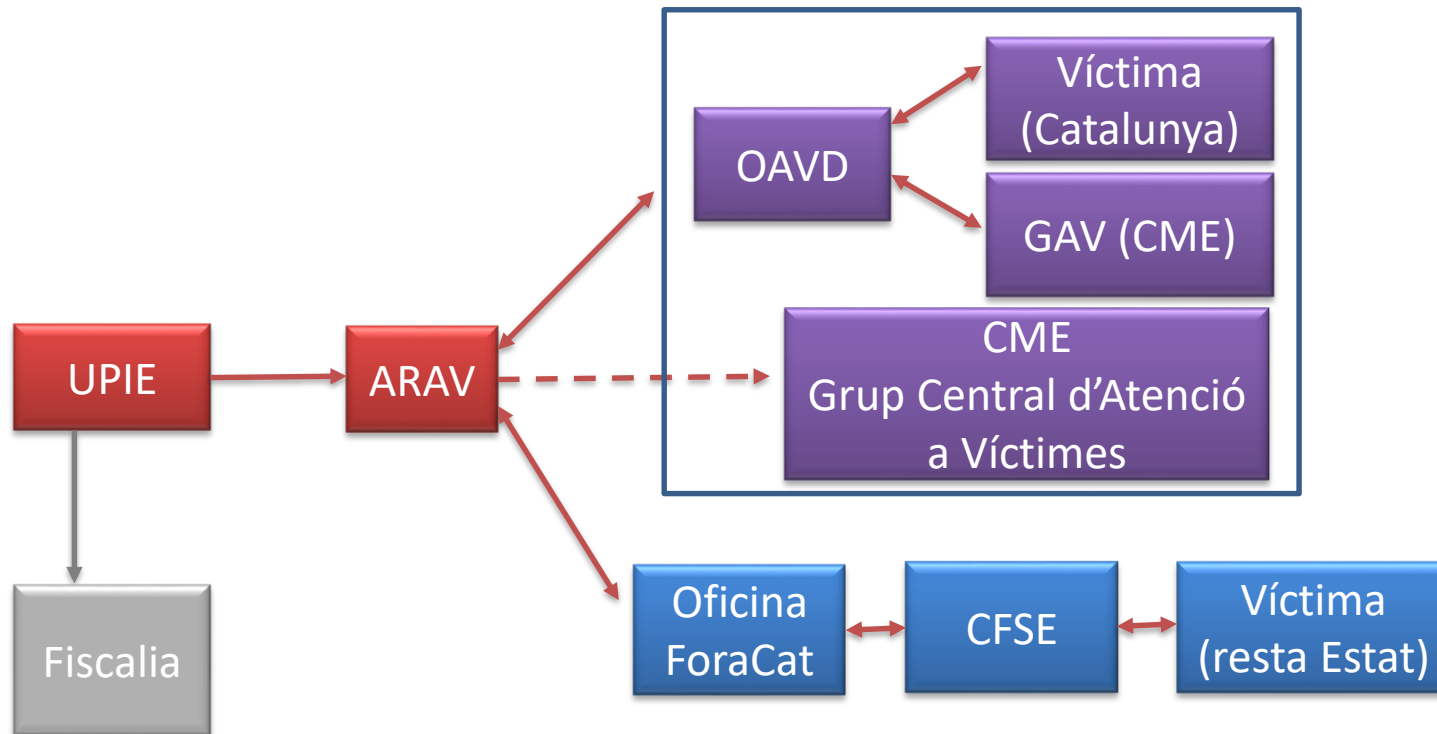 Víctima
(Catalunya)
OAVD
GAV (CME)
CME
Grup Central d’Atenció
a Víctimes
UPIE
ARAV
Oficina
ForaCat
CFSE
Víctima
(resta Estat)
Fiscalia